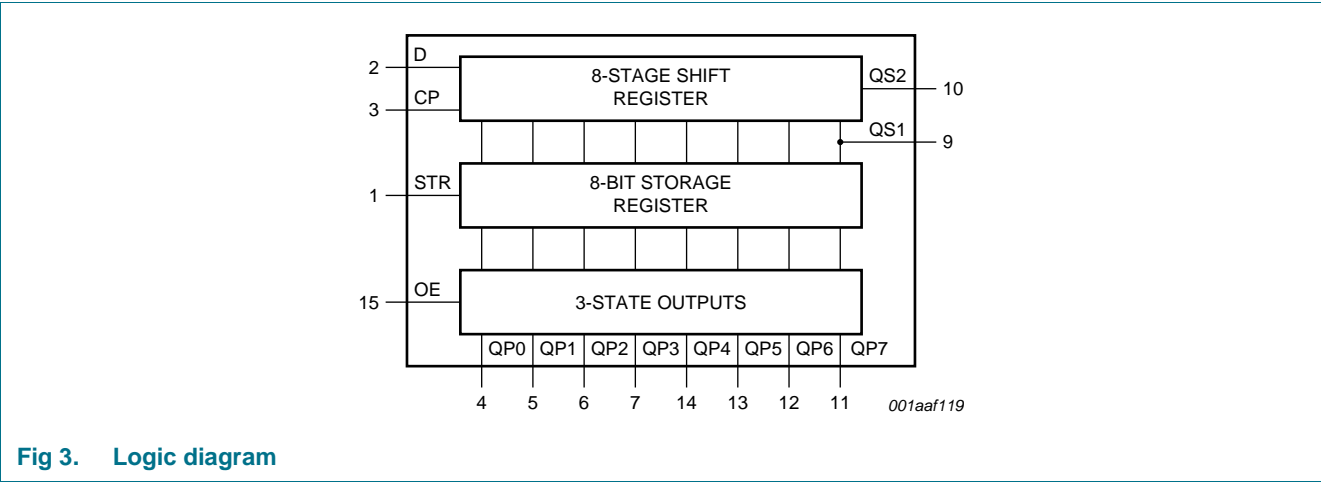 D
2
8-STAGE SHIFT
REGISTER
QS2
10
CP
3
QS1
9
STR
1
8-BIT STORAGE
REGISTER
OE
15
3-STATE OUTPUTS
QP0 QP1 QP2 QP3 QP4 QP5 QP6 QP7
4 5 6 7 14 13 12 11
001aaf119
Fig 3. Logic diagram